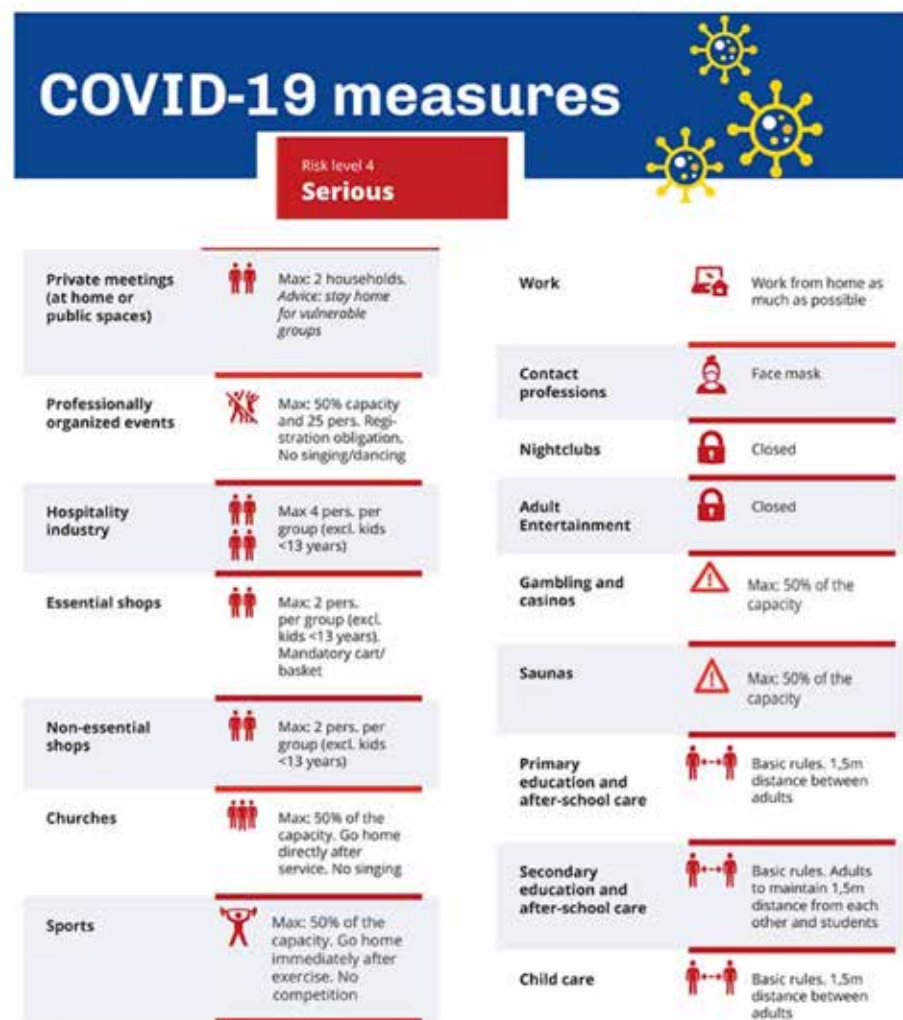 COVID-19 measures
Risk level 4
Serious
Private meetings
(at home or
public spaces)
Max: 2 households.
Advice: stay home
for vulnerable
groups
Professionally
organized events
Max: 50% capacity
and 25 pers. Regi-
stration obligation.
No singing/dancing
Hospitality
industry
Max 4 pers. per
group (excl. kids
<13 years)
Essential shops
Max: 2 pers.
per group (excl.
kids <13 years).
Mandatory cart/
basket
Non-essential
shops
Max: 2 pers. per
group (excl. kids
<13 years)
Churches
Max: 50% of the
capacity. Go home
directly after
service. No singing
Sports
Max: 50% of the
capacity. Go home
immediately after
exercise. No
competition
Work
Work from home as
much as possible
Contact
professions
Face mask
Nightclubs
Closed
Adult
Entertainment
Closed
Gambling and
casinos
Max: 50% of the
capacity
Saunas
Max: 50% of the
capacity
Primary
education and
after-school care
Basic rules. 1,5m
distance between
adults
Secondary
education and
after-school care
Basic rules. Adults
to maintain 1,5m
distance from each
other and students
Child care
Basic rules. 1,5m
distance between
adults